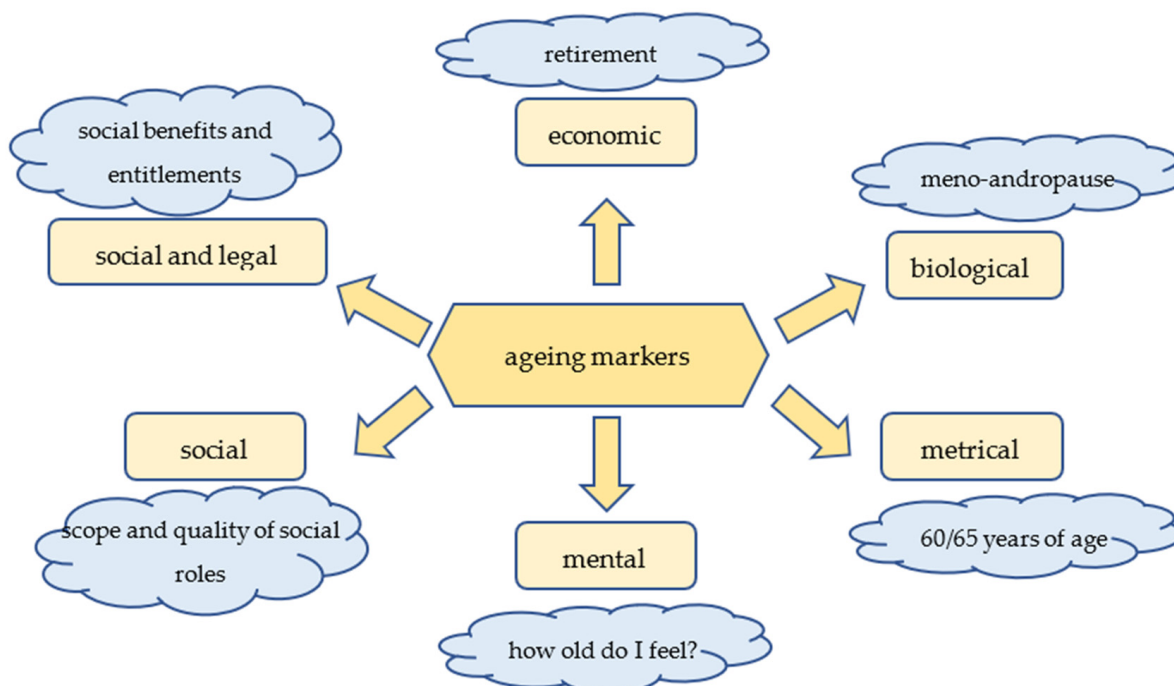 retirement
economic
social benefits and
entitlements
social and legal
meno-andropause
biological
ageing markers
social
scope and quality of social
roles
mental
how old do I feel?
metrical
60/65 years of age